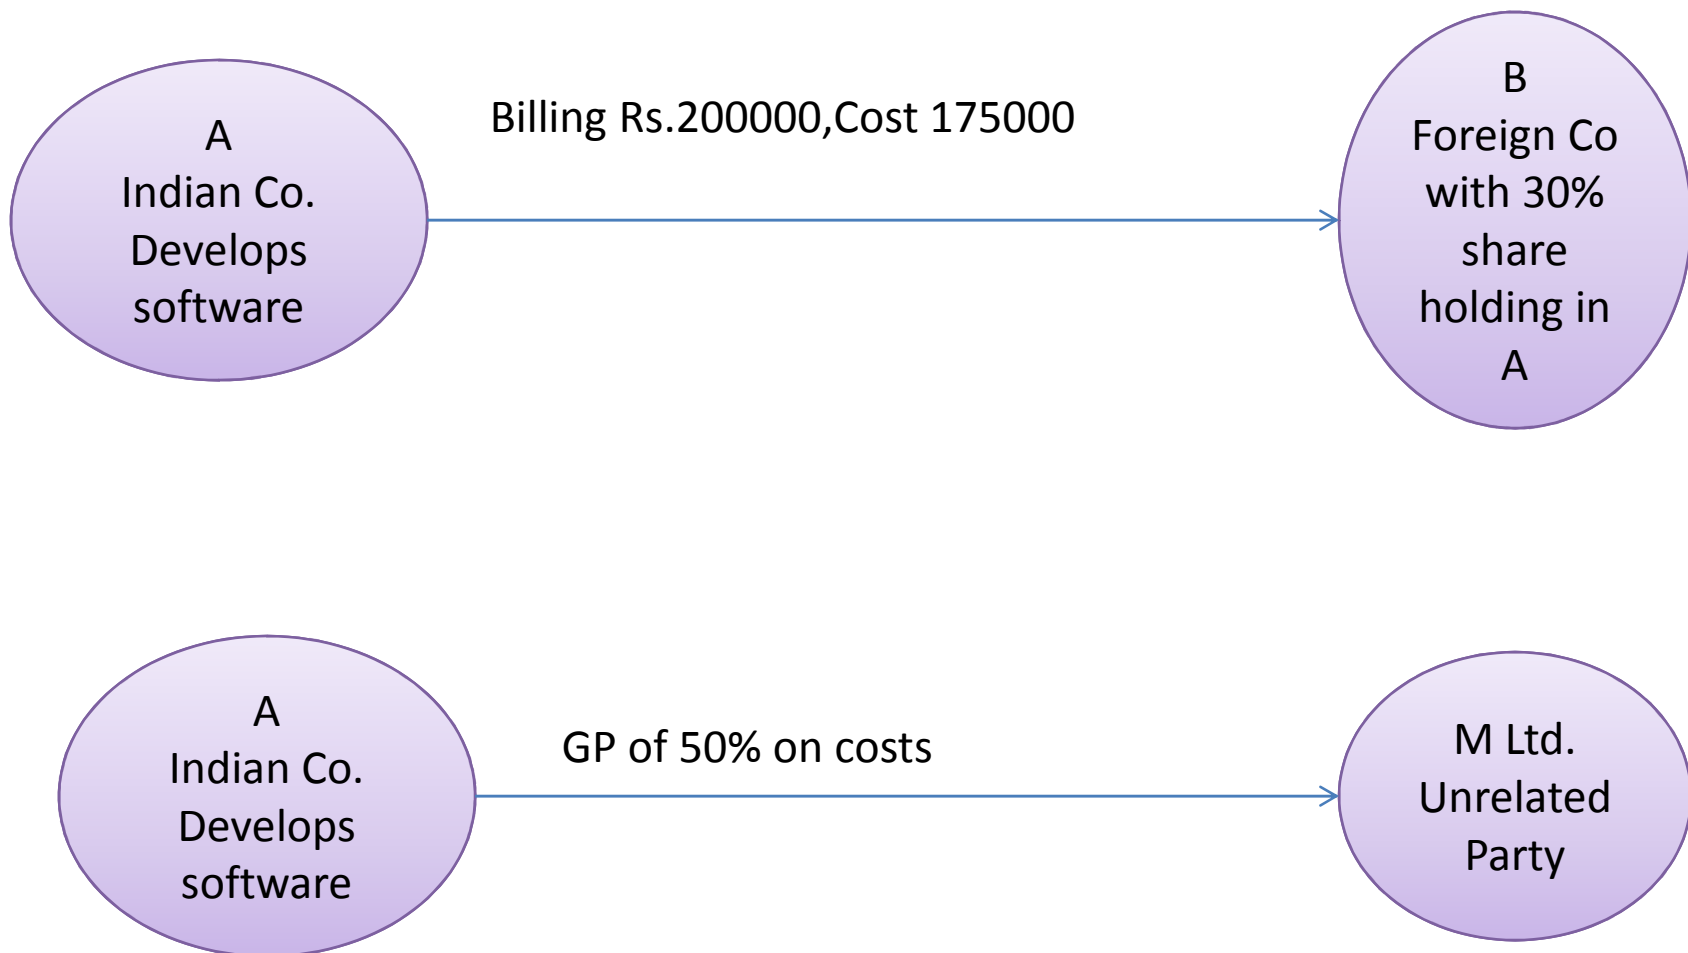 A
Indian Co.
Develops
software
Billing Rs.200000,Cost 175000
B
Foreign Co
with 30%
share
holding in
A
A
Indian Co.
Develops
software
GP of 50% on costs
M Ltd.
Unrelated
Party